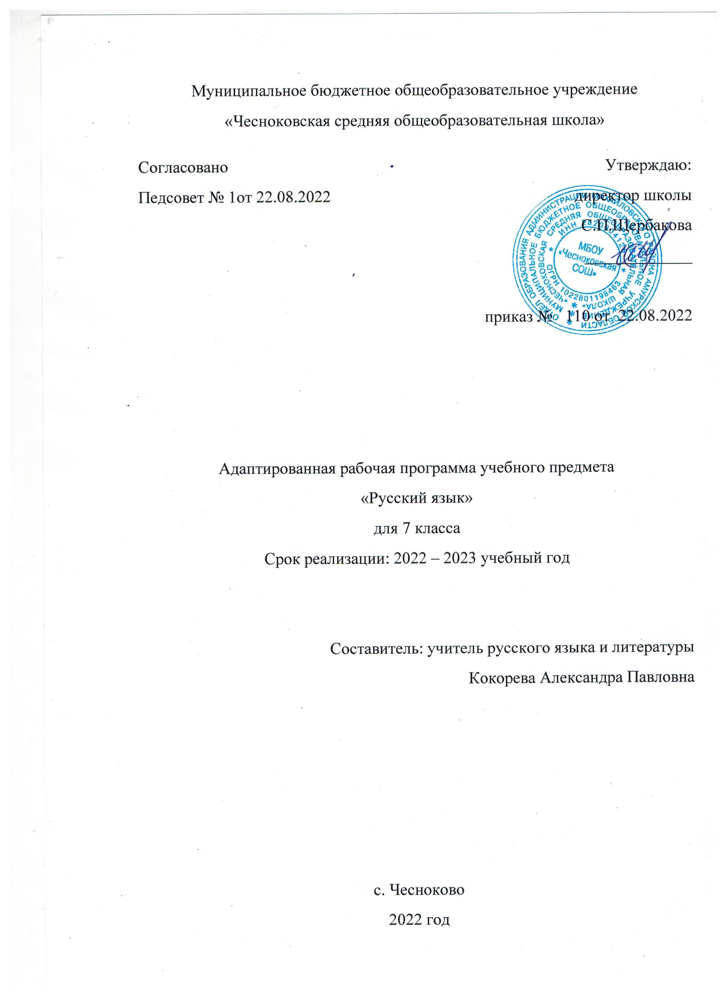 Муниципальное бюджетное общеобразовательное учреждение
«Чесноковская средняя общеобразовательная школа»
Согласовано
Утверждаю:
Педсовет № 1от 22.08.2022
директор школы
С.П.Щербакова
приказ № 110 от 22.08.2022
ОТДЕЛ ОБРАЗОВАНИЯ АДМИНИСТРАЦИИ МИХАЙЛОВСКОГО РАЙОНА АМУРСКОЙ ОБЛАСТИ
МУНИЦИПАЛЬНОЕ БЮДЖЕТНОЕ ОБЩЕОБРАЗОВАТЕЛЬНОЕ УЧРЕЖДЕНИЕ
«ЧЕСНОКОВСКАЯ СРЕДНЯЯ ОБЩЕОБРАЗОВАТЕЛЬНАЯ ШКОЛА»
ИНН
ОГРН 1022801198463
МБОУ
«Чесноковская
СОШ»
Адаптированная рабочая программа учебного предмета
«Русский язык»
для 7 класса
Срок реализации: 2022 – 2023 учебный год
Составитель: учитель русского языка и литературы
Кокорева Александра Павловна
с. Чесноково
2022 год